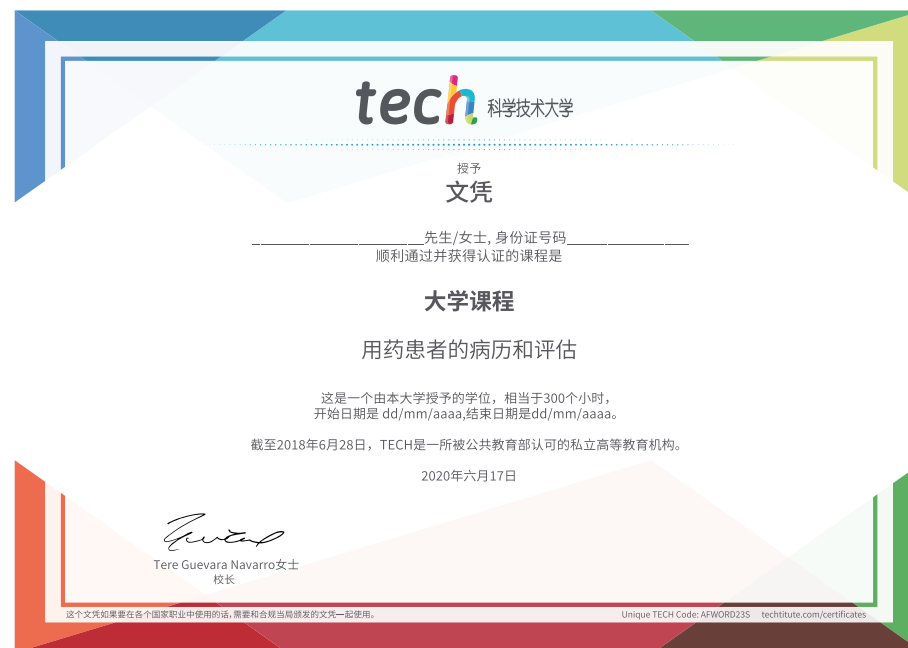 tech 科学技术大学
授予
文凭
________________________先生/女士, 身份证号码_________________
顺利通过并获得认证的课程是
大学课程
用药患者的病历和评估
这是一个由本大学授予的学位，相当于300个小时，
开始日期是 dd/mm/aaaa,结束日期是dd/mm/aaaa。
截至2018年6月28日，TECH是一所被公共教育部认可的私立高等教育机构。
2020年六月17日
Tere Guevara Navarro女士
校长
这个文凭如果要在各个国家职业中使用的话,需要和合规当局颁发的文凭一起使用。
Unique TECH Code: AFWORD23S techtitute.com/certificates